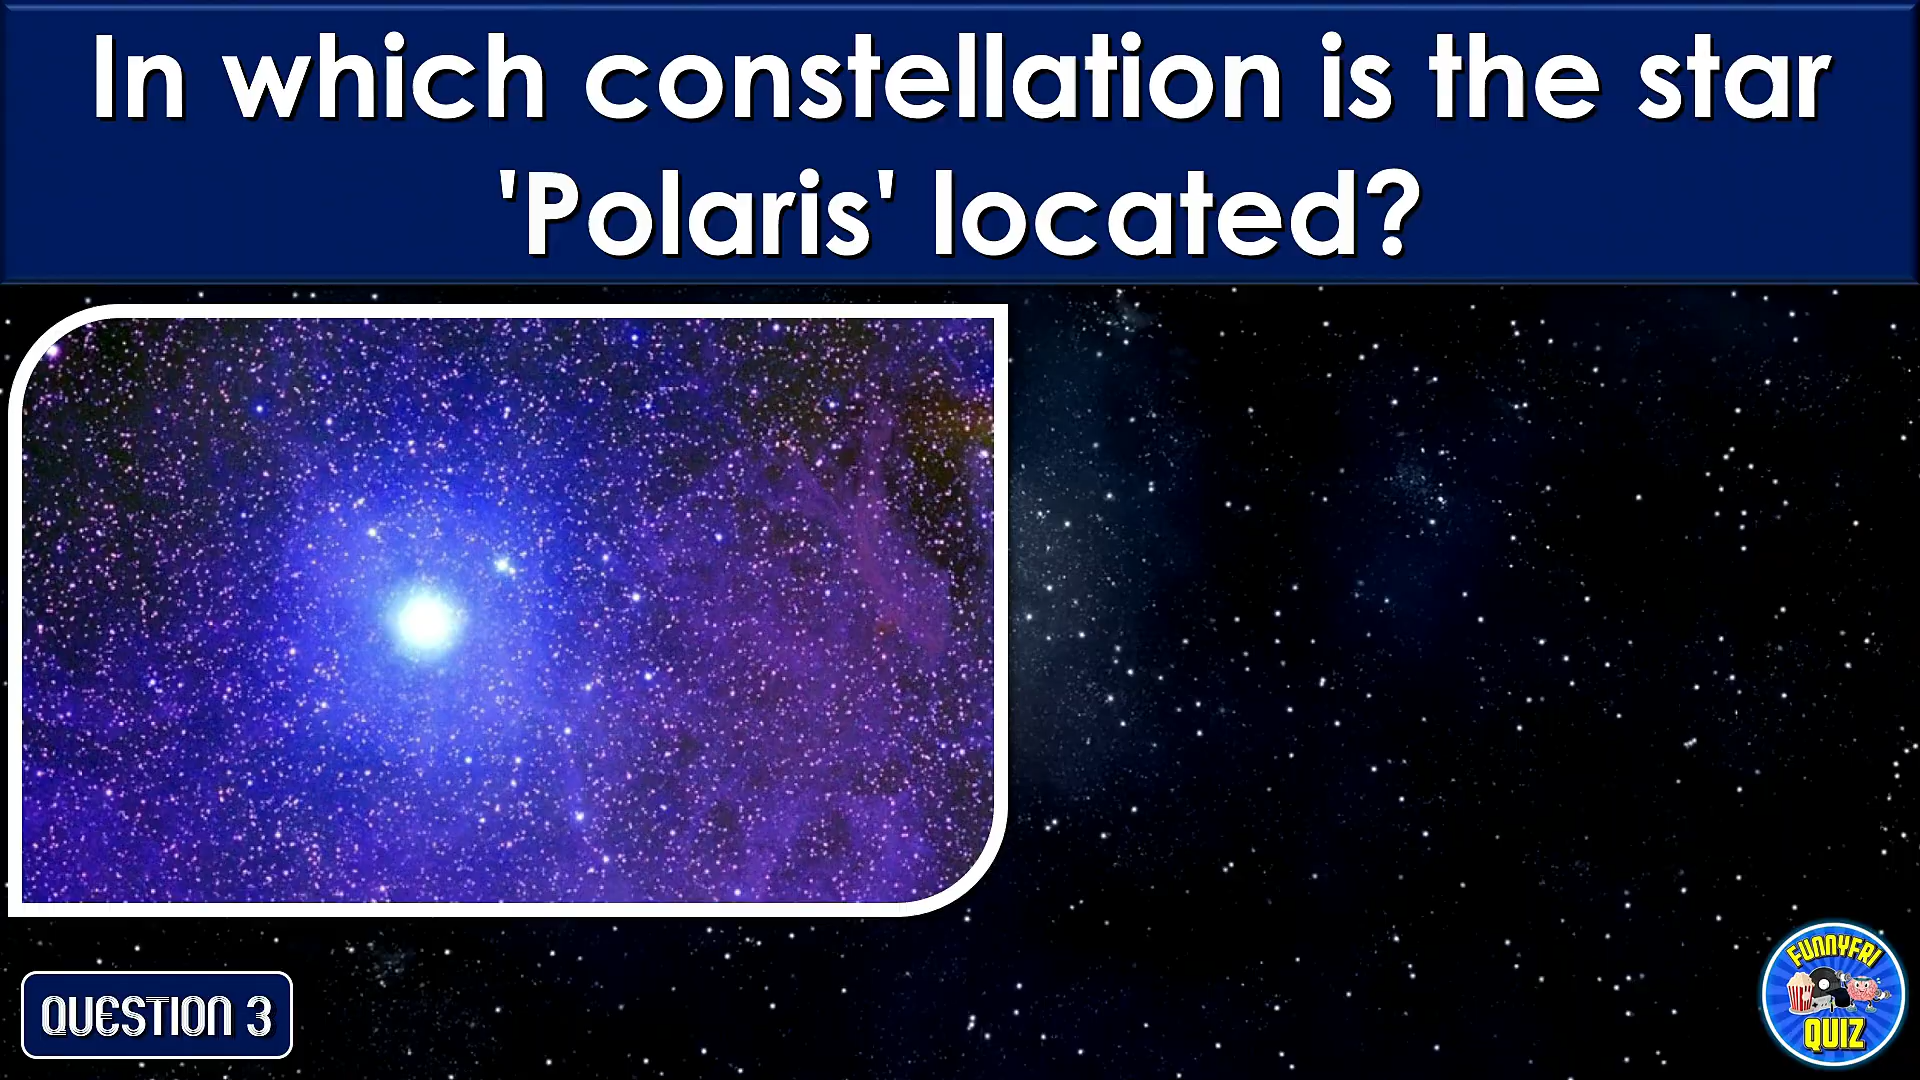 In which constellation is the star
'Polaris' located?
QUESTION 3
FUNNYFRI
QUIZ